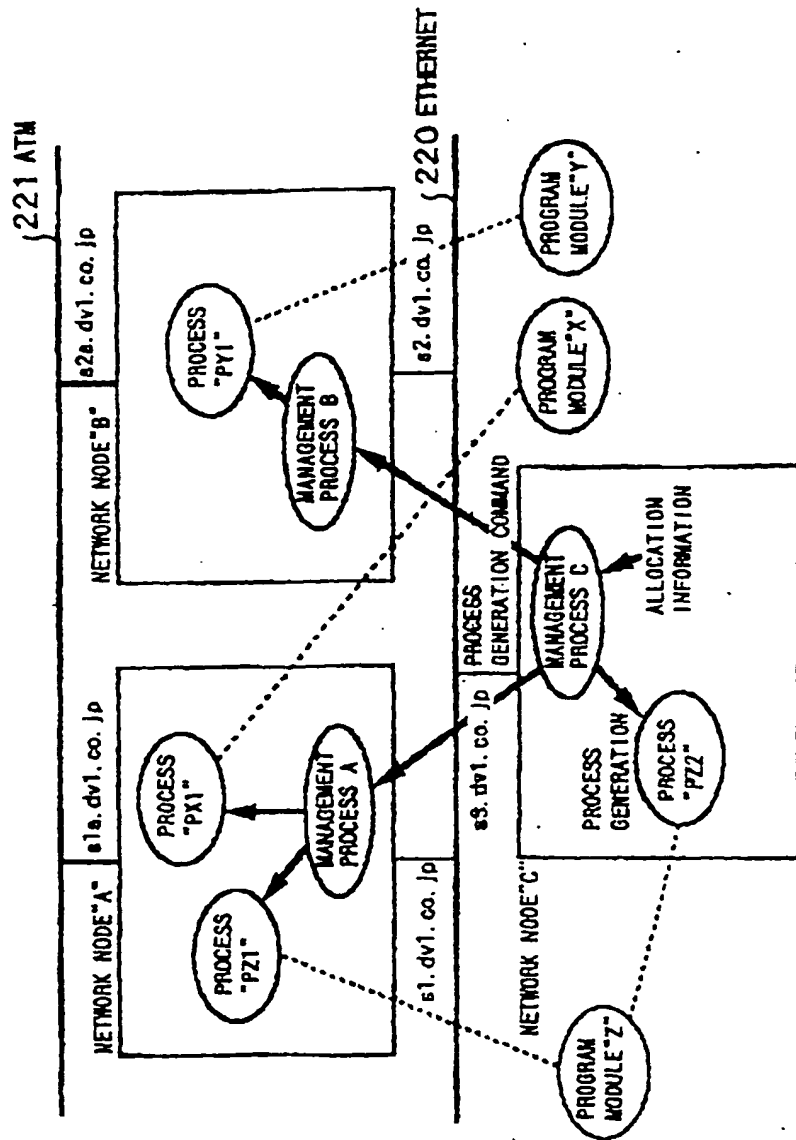 221 ATM
s1a.dv1.co.jp
s2a.dv1.co.jp
NETWORK NODE"A"
PROCESS
"PZ1"
PROCESS
"PX1"
MANAGEMENT
PROCESS A
NETWORK NODE"B"
PROCESS
"PY1"
MANAGEMENT
PROCESS B
s1.dv1.co.jp
s2.dv1.co.jp
220 ETHERNET
s3.dv1.co.jp
PROCESS
GENERATION COMMAND
NETWORK NODE"C"
MANAGEMENT
PROCESS C
PROCESS
GENERATION
PROCESS
"PZ2"
ALLOCATION
INFORMATION
PROGRAM
MODULE"Z"
PROGRAM
MODULE"X"
PROGRAM
MODULE"Y"